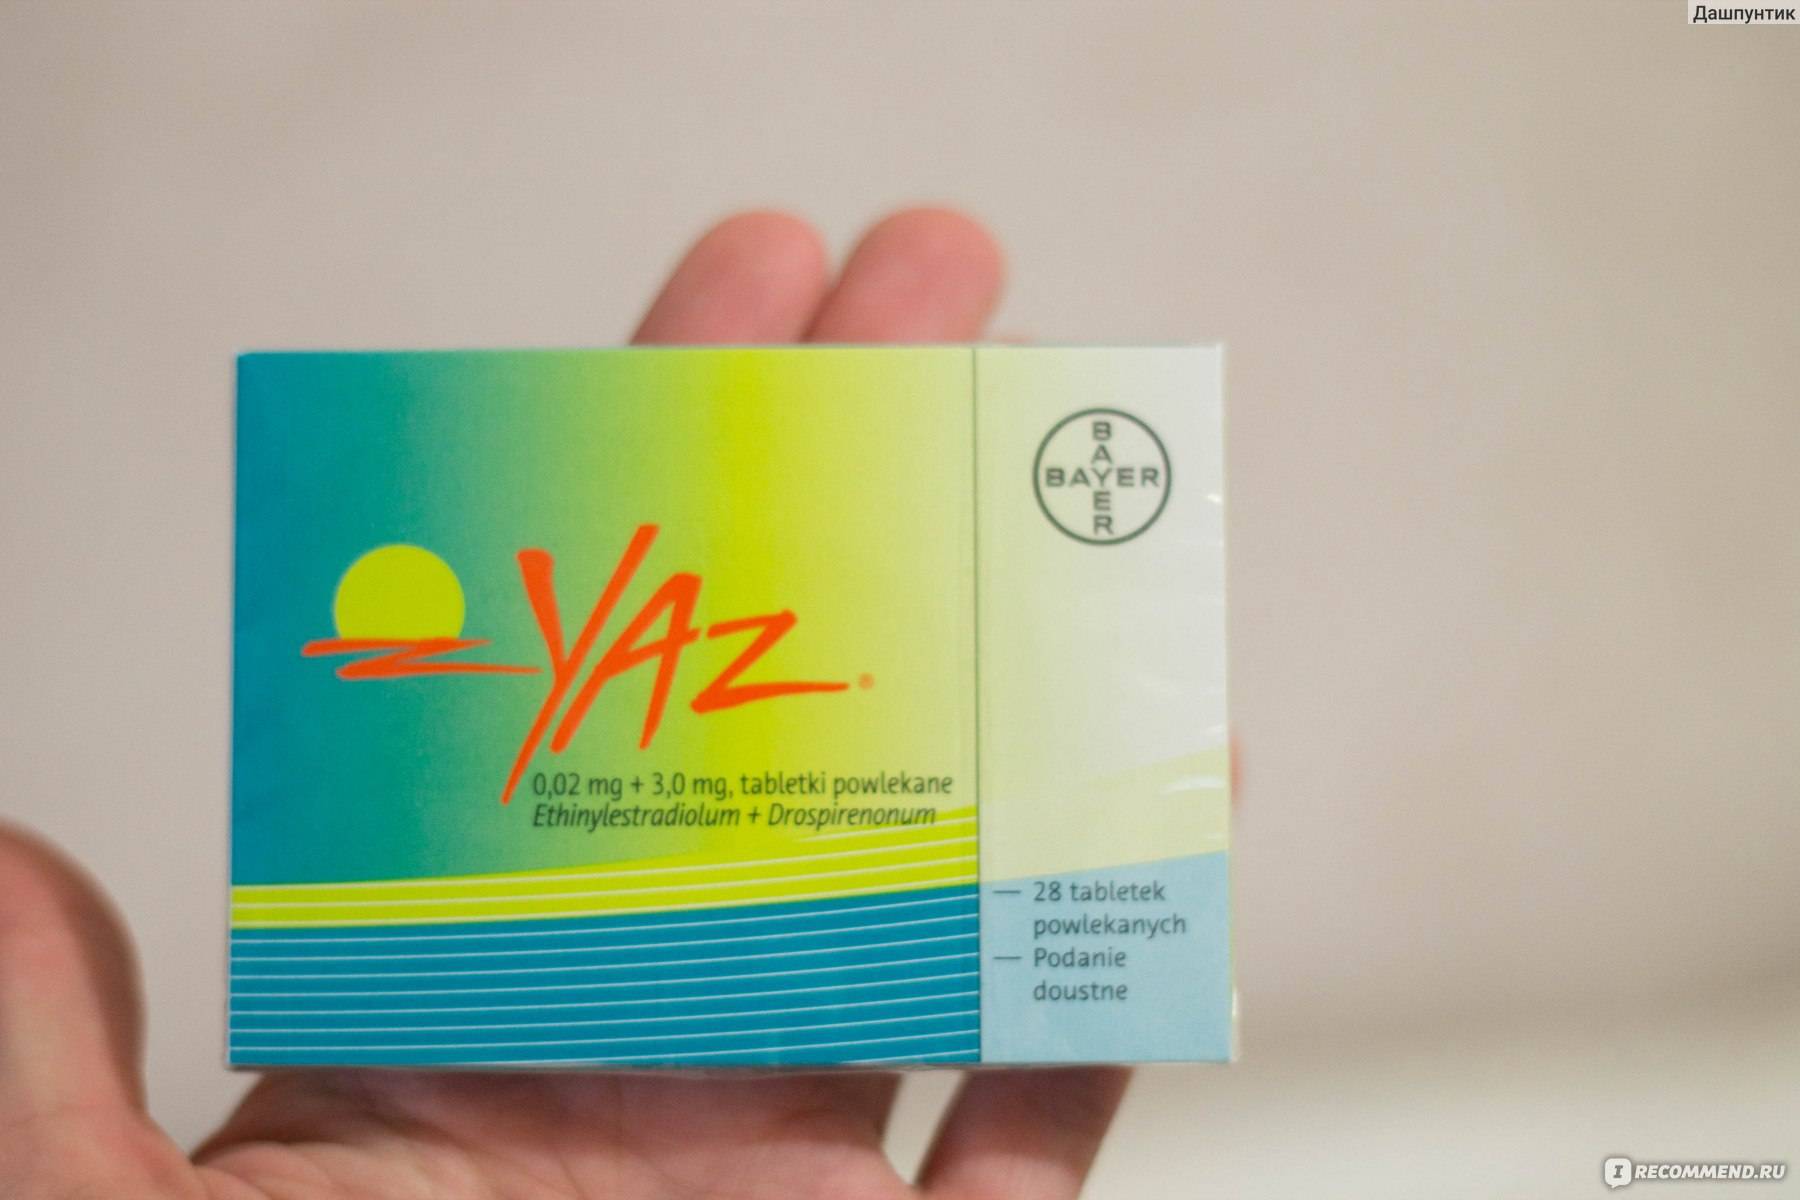 Дашпунтик
BAYER
BAYER
YAZ®
0,02 mg + 3,0 mg, tabletki powlekane
Ethinylestradiolum + Drospirenonum
— 28 tabletek
powlekanych
— Podanie
doustne
I RECOMMEND.RU